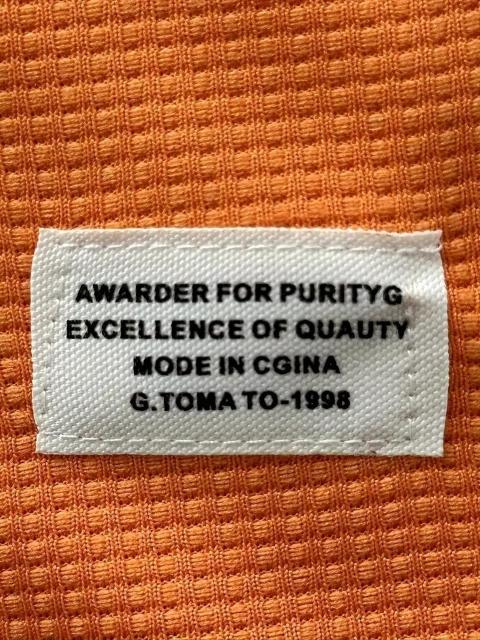 AWARDER FOR PURITYG
EXCELLENCE OF QUAUTY
MODE IN CGINA
G.TOMA TO-1998